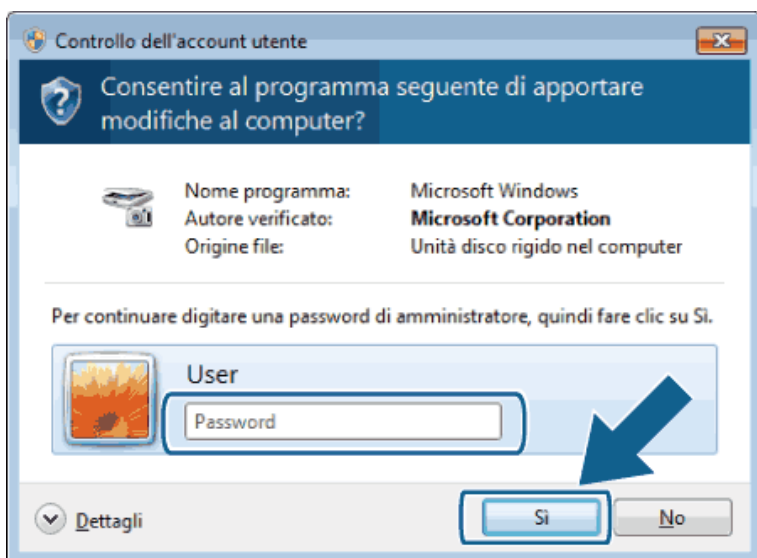 Controllo dell'account utente
Consentire al programma seguente di apportare
modifiche al computer?
Nome programma: Microsoft Windows
Autore verificato: Microsoft Corporation
Origine file: Unità disco rigido nel computer
Per continuare digitare una password di amministratore, quindi fare clic su Sì.
User
Password
Dettagli Sì No